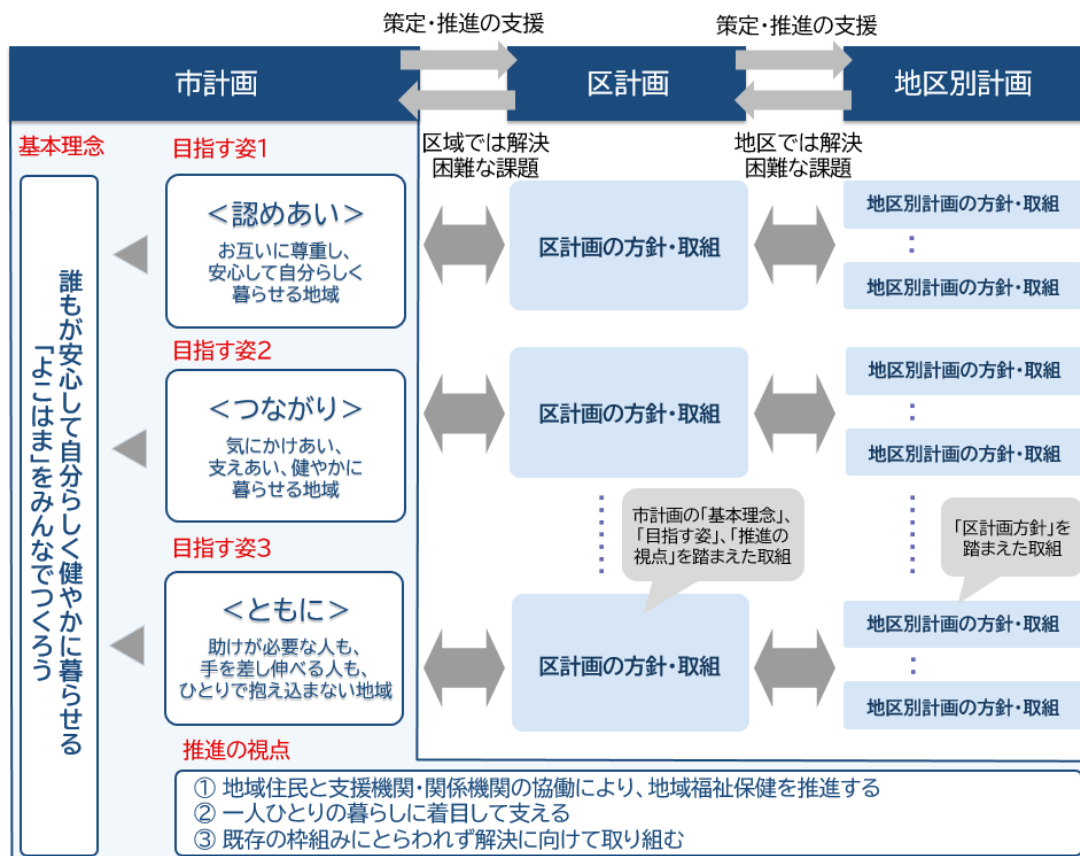 策定・推進の支援
策定・推進の支援
市計画
区計画
地区別計画
区域では解決
困難な課題
地区では解決
困難な課題
基本理念
誰もが安心して自分らしく健やかに暮らせる
「よこはま」をみんなでつくろう
目指す姿1
＜認めあい＞
お互いに尊重し、
安心して自分らしく
暮らせる地域
区計画の方針・取組
地区別計画の方針・取組
地区別計画の方針・取組
目指す姿2
＜つながり＞
気にかけあい、
支えあい、健やかに
暮らせる地域
区計画の方針・取組
地区別計画の方針・取組
地区別計画の方針・取組
市計画の「基本理念」、
「目指す姿」、「推進の
視点」を踏まえた取組
「区計画方針」を
踏まえた取組
目指す姿3
＜ともに＞
助けが必要な人も、
手を差し伸べる人も、
ひとりで抱え込まない地域
区計画の方針・取組
地区別計画の方針・取組
地区別計画の方針・取組
推進の視点
① 地域住民と支援機関・関係機関の協働により、地域福祉保健を推進する
② 一人ひとりの暮らしに着目して支える
③ 既存の枠組みにとらわれず解決に向けて取り組む